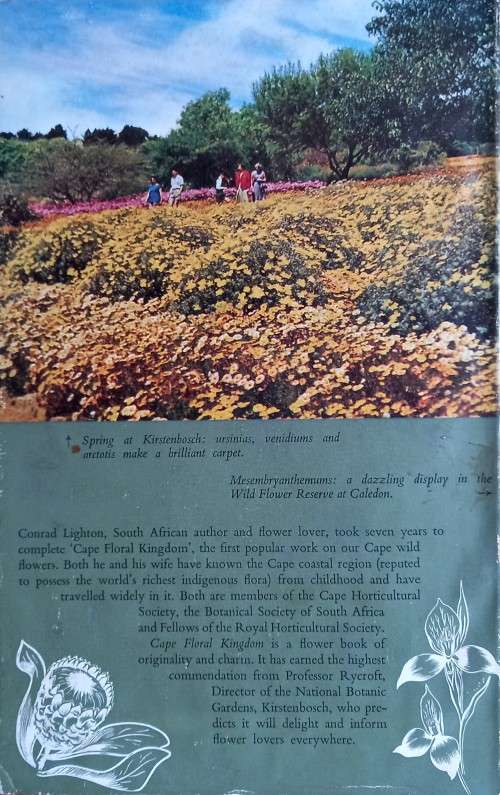 ↑ Spring at Kirstenbosch: ursinias, venidiums and
arctotis make a brilliant carpet.
Mesembryanthemums: a dazzling display in the
Wild Flower Reserve at Caledon. →
Conrad Lighton, South African author and flower lover, took seven years to
complete 'Cape Floral Kingdom', the first popular work on our Cape wild
flowers. Both he and his wife have known the Cape coastal region (reputed
to possess the world's richest indigenous flora) from childhood and have
travelled widely in it. Both are members of the Cape Horticultural
Society, the Botanical Society of South Africa
and Fellows of the Royal Horticultural Society.
Cape Floral Kingdom is a flower book of
originality and charm. It has earned the highest
commendation from Professor Rycroft,
Director of the National Botanic
Gardens, Kirstenbosch, who pre-
dicts it will delight and inform
flower lovers everywhere.